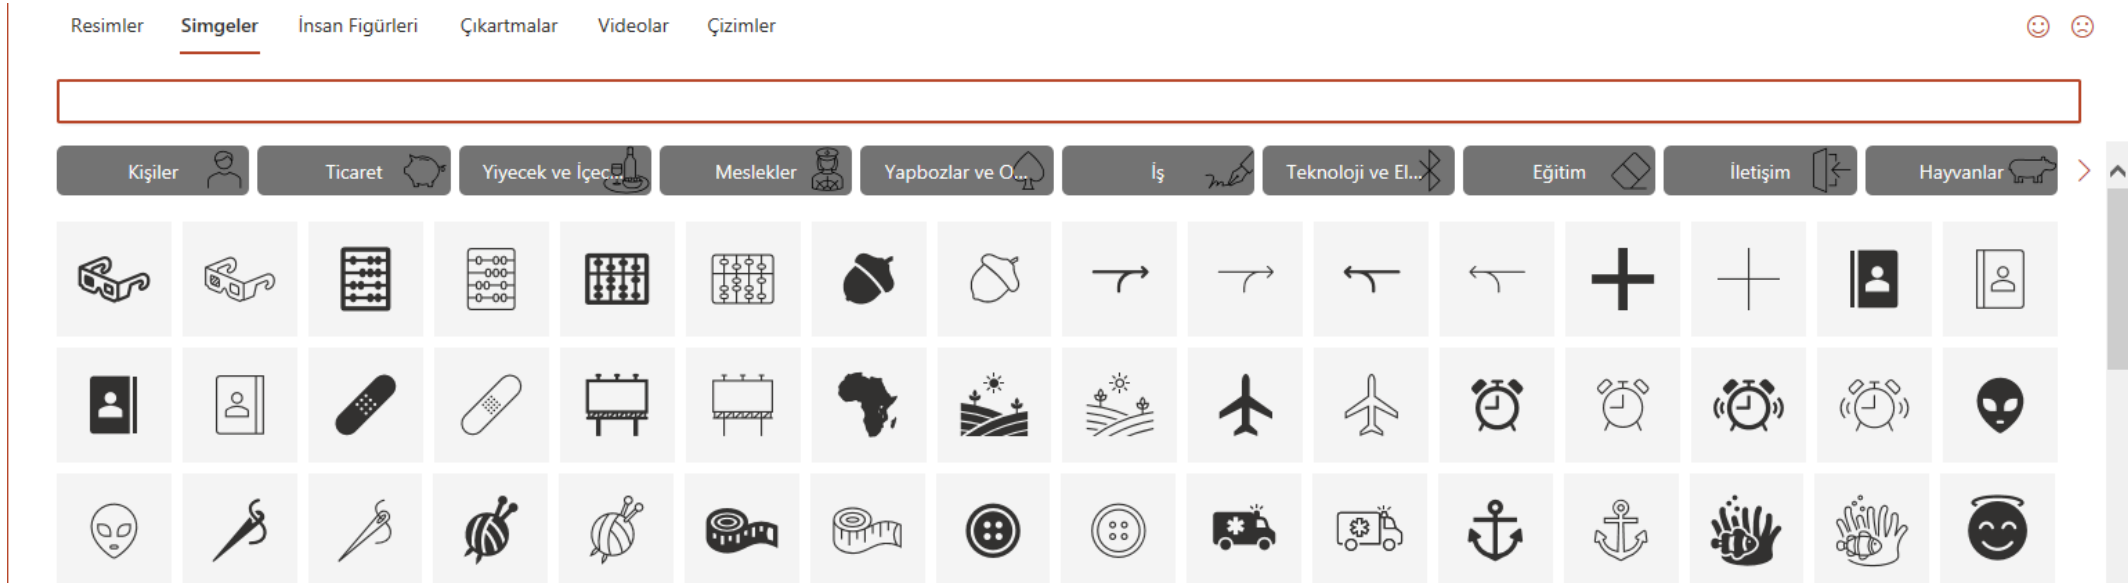 Resimler Simgeler İnsan Figürleri Çıkartmalar Videolar Çizimler
Kişiler Ticaret Yiyecek ve İçec... Meslekler Yapbozlar ve O... İş Teknoloji ve El... Eğitim İletişim Hayvanlar